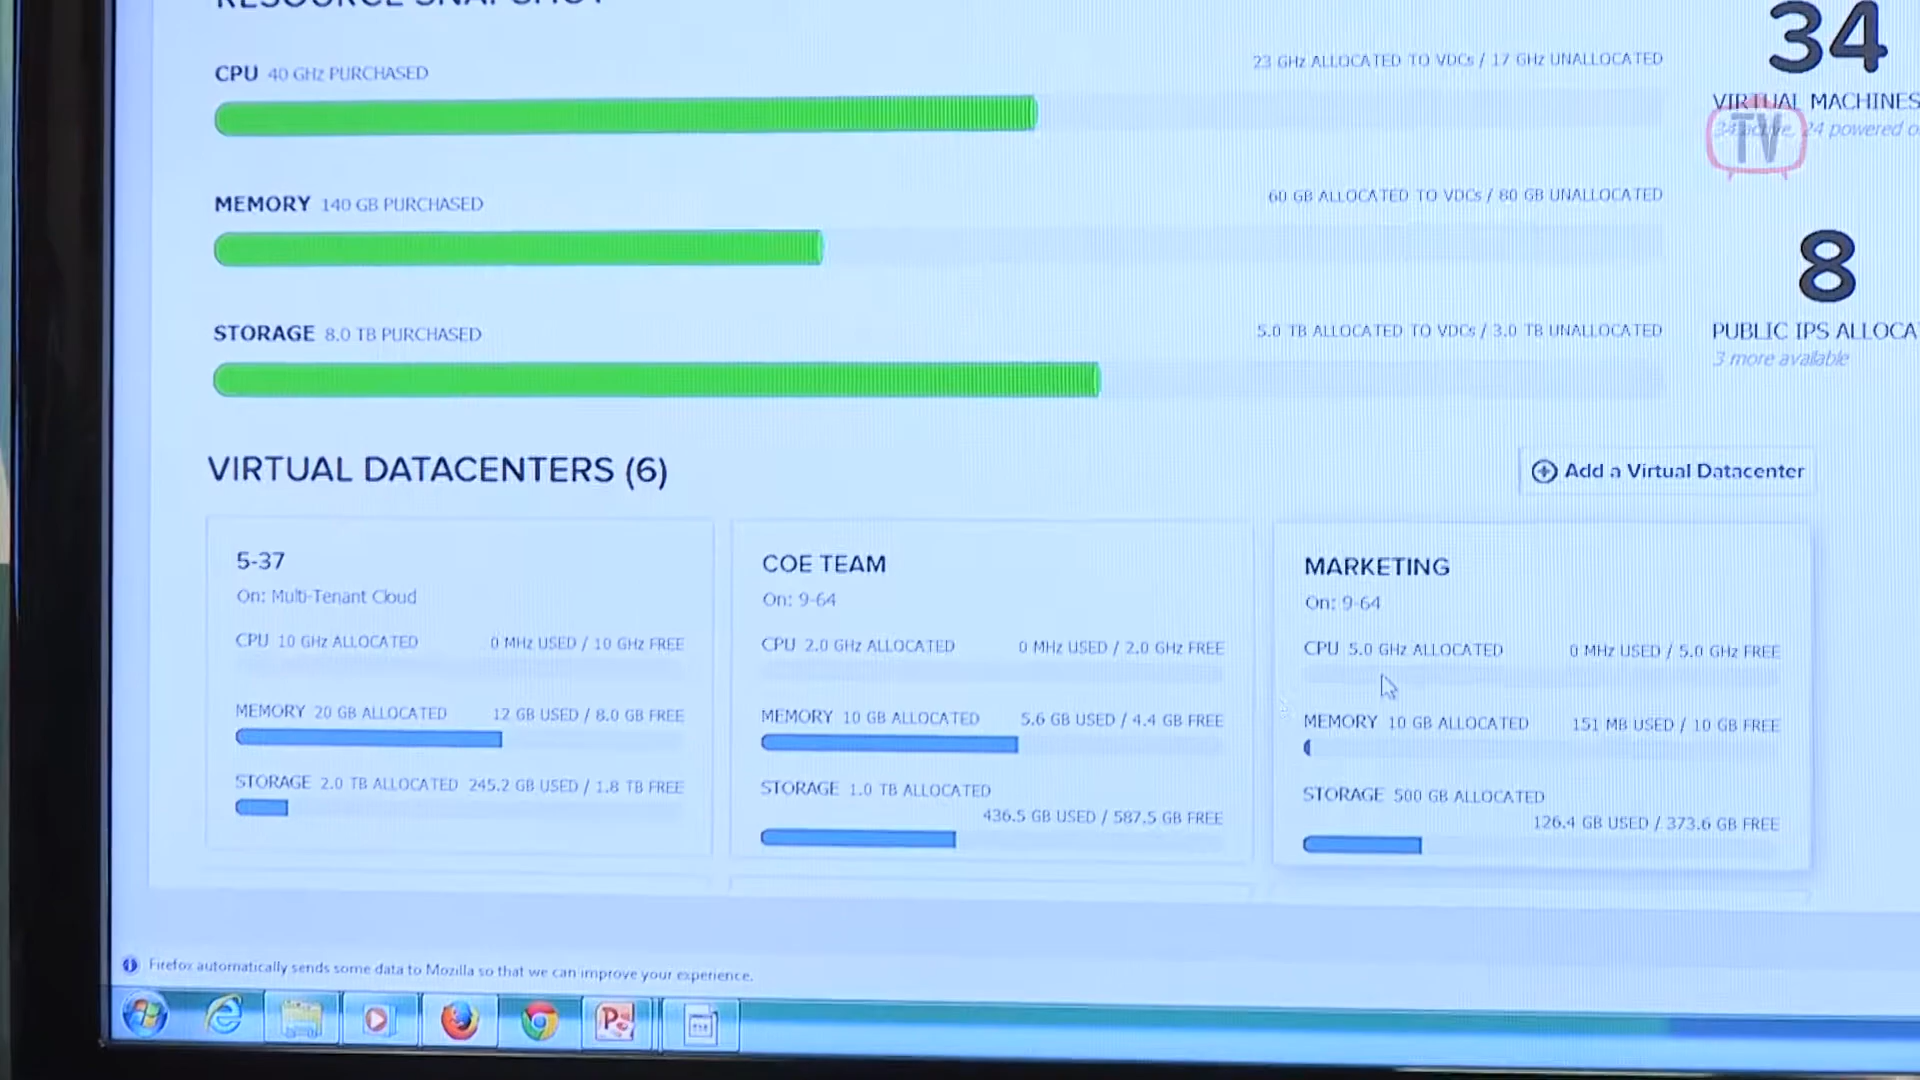 RESOURCE SNAPSHOT
CPU 40 GHz PURCHASED
23 GHz ALLOCATED TO VDCs / 17 GHz UNALLOCATED
34
VIRTUAL MACHINES
34 active, 24 powered o
TV
MEMORY 140 GB PURCHASED
60 GB ALLOCATED TO VDCs / 80 GB UNALLOCATED
8
PUBLIC IPS ALLOCA
3 more available
STORAGE 8.0 TB PURCHASED
5.0 TB ALLOCATED TO VDCs / 3.0 TB UNALLOCATED
VIRTUAL DATACENTERS (6)
Add a Virtual Datacenter
5-37
On: Multi-Tenant Cloud
CPU 10 GHz ALLOCATED 0 MHz USED / 10 GHz FREE
MEMORY 20 GB ALLOCATED 12 GB USED / 8.0 GB FREE
STORAGE 2.0 TB ALLOCATED 245.2 GB USED / 1.8 TB FREE
COE TEAM
On: 9-64
CPU 2.0 GHz ALLOCATED 0 MHz USED / 2.0 GHz FREE
MEMORY 10 GB ALLOCATED 5.6 GB USED / 4.4 GB FREE
STORAGE 1.0 TB ALLOCATED
436.5 GB USED / 587.5 GB FREE
MARKETING
On: 9-64
CPU 5.0 GHz ALLOCATED 0 MHz USED / 5.0 GHz FREE
MEMORY 10 GB ALLOCATED 151 MB USED / 10 GB FREE
STORAGE 500 GB ALLOCATED
126.4 GB USED / 373.6 GB FREE
Firefox automatically sends some data to Mozilla so that we can improve your experience.